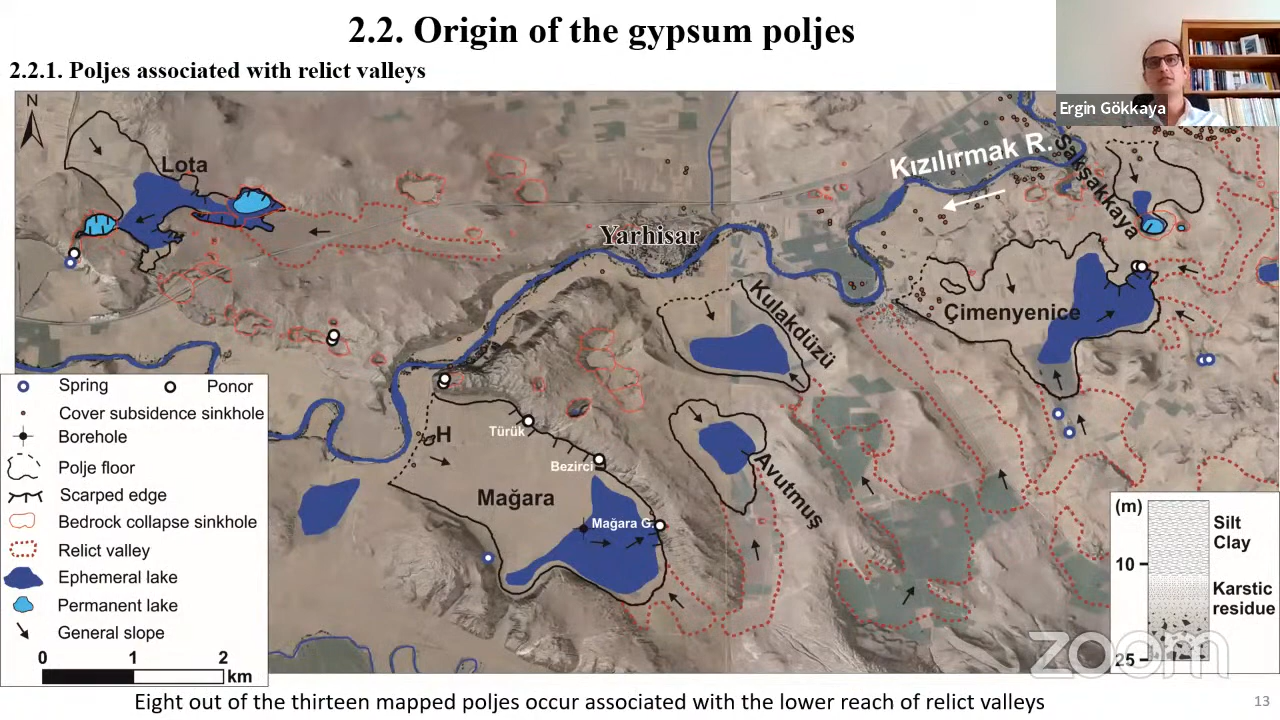 2.2. Origin of the gypsum poljes
2.2.1. Poljes associated with relict valleys
Ergin Gökkaya
N
Lota
Kızılırmak R.
Sakşakkaya
Yarhisar
Kulakdüzü
Çimenyenice
H
Türük
Bezirci
Mağara
Mağara G.
Avutmuş
Spring
Ponor
Cover subsidence sinkhole
Borehole
Polje floor
Scarped edge
Bedrock collapse sinkhole
Relict valley
Ephemeral lake
Permanent lake
General slope
0 1 2
km
(m)
Silt
Clay
10
Karstic
residue
25
zoom
Eight out of the thirteen mapped poljes occur associated with the lower reach of relict valleys
13